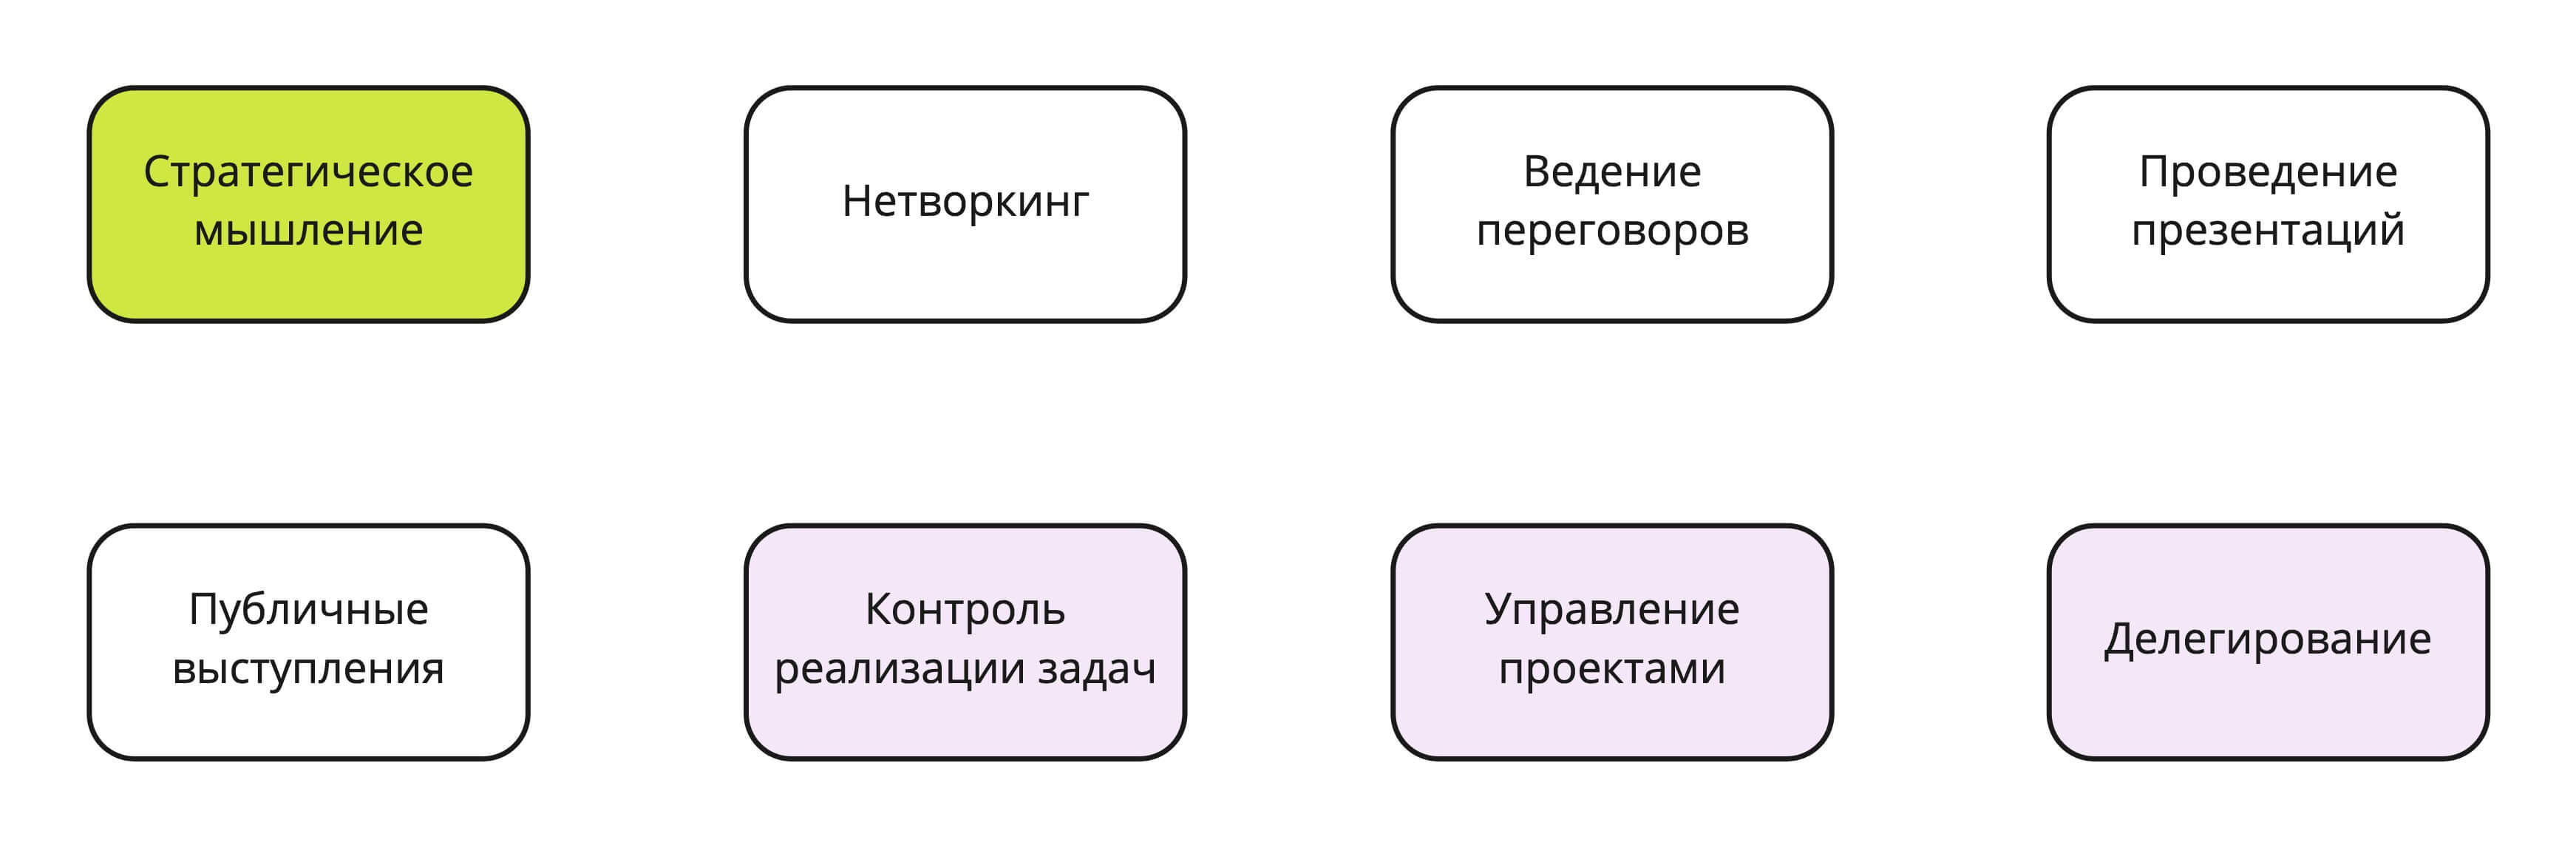 Стратегическое
мышление
Нетворкинг
Ведение
переговоров
Проведение
презентаций
Публичные
выступления
Контроль
реализации задач
Управление
проектами
Делегирование